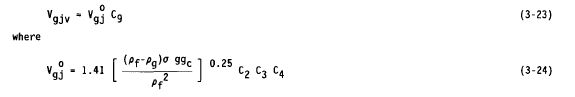 V_gjv = V_gj^o C_9 (3-23)
where
V_gj^o = 1.41 [ (ρ_f-ρ_g)σ gg_c / ρ_f^2 ]^0.25 C_2 C_3 C_4 (3-24)